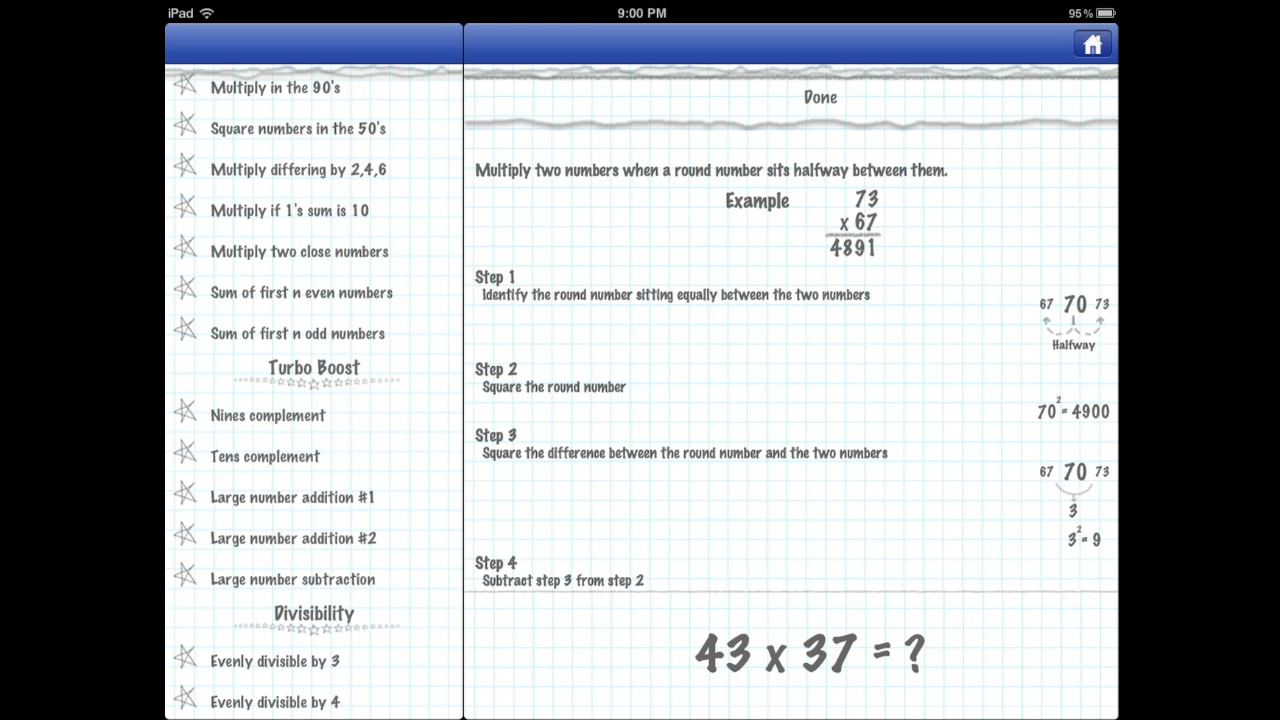 iPad
9:00 PM
95%
Multiply in the 90's
Square numbers in the 50's
Multiply differing by 2,4,6
Multiply if 1's sum is 10
Multiply two close numbers
Sum of first n even numbers
Sum of first n odd numbers
Turbo Boost
Nines complement
Tens complement
Large number addition #1
Large number addition #2
Large number subtraction
Divisibility
Evenly divisible by 3
Evenly divisible by 4
Done
Multiply two numbers when a round number sits halfway between them.
Example
73
x 67
4891
Step 1
Identify the round number sitting equally between the two numbers
67 70 73
Halfway
Step 2
Square the round number
70² = 4900
Step 3
Square the difference between the round number and the two numbers
67 70 73
3
3² = 9
Step 4
Subtract step 3 from step 2
43 x 37 = ?